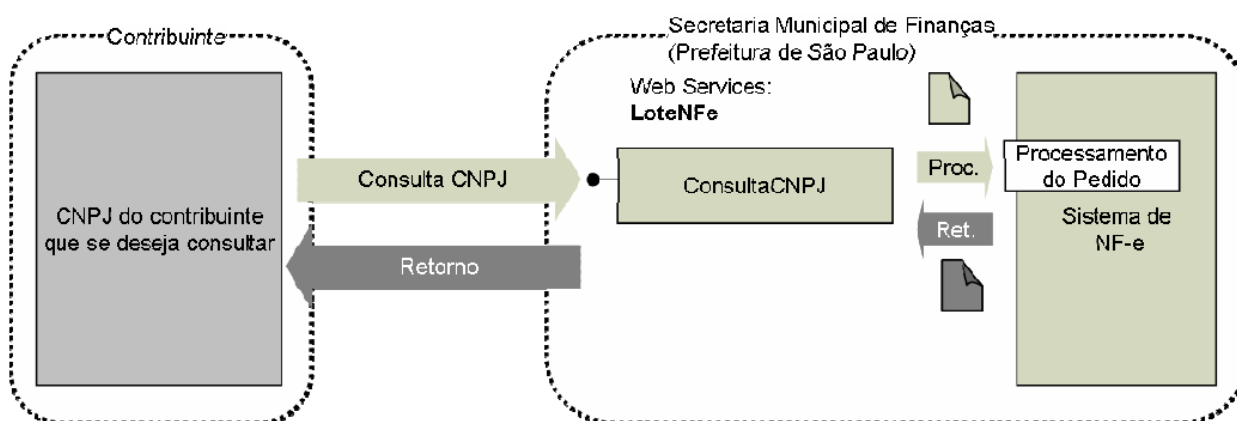 Contribuinte
CNPJ do contribuinte
que se deseja consultar
Consulta CNPJ
Retorno
Secretaria Municipal de Finanças
(Prefeitura de São Paulo)
Web Services:
LoteNFe
ConsultaCNPJ
Proc.
Ret.
Processamento
do Pedido
Sistema de
NF-e